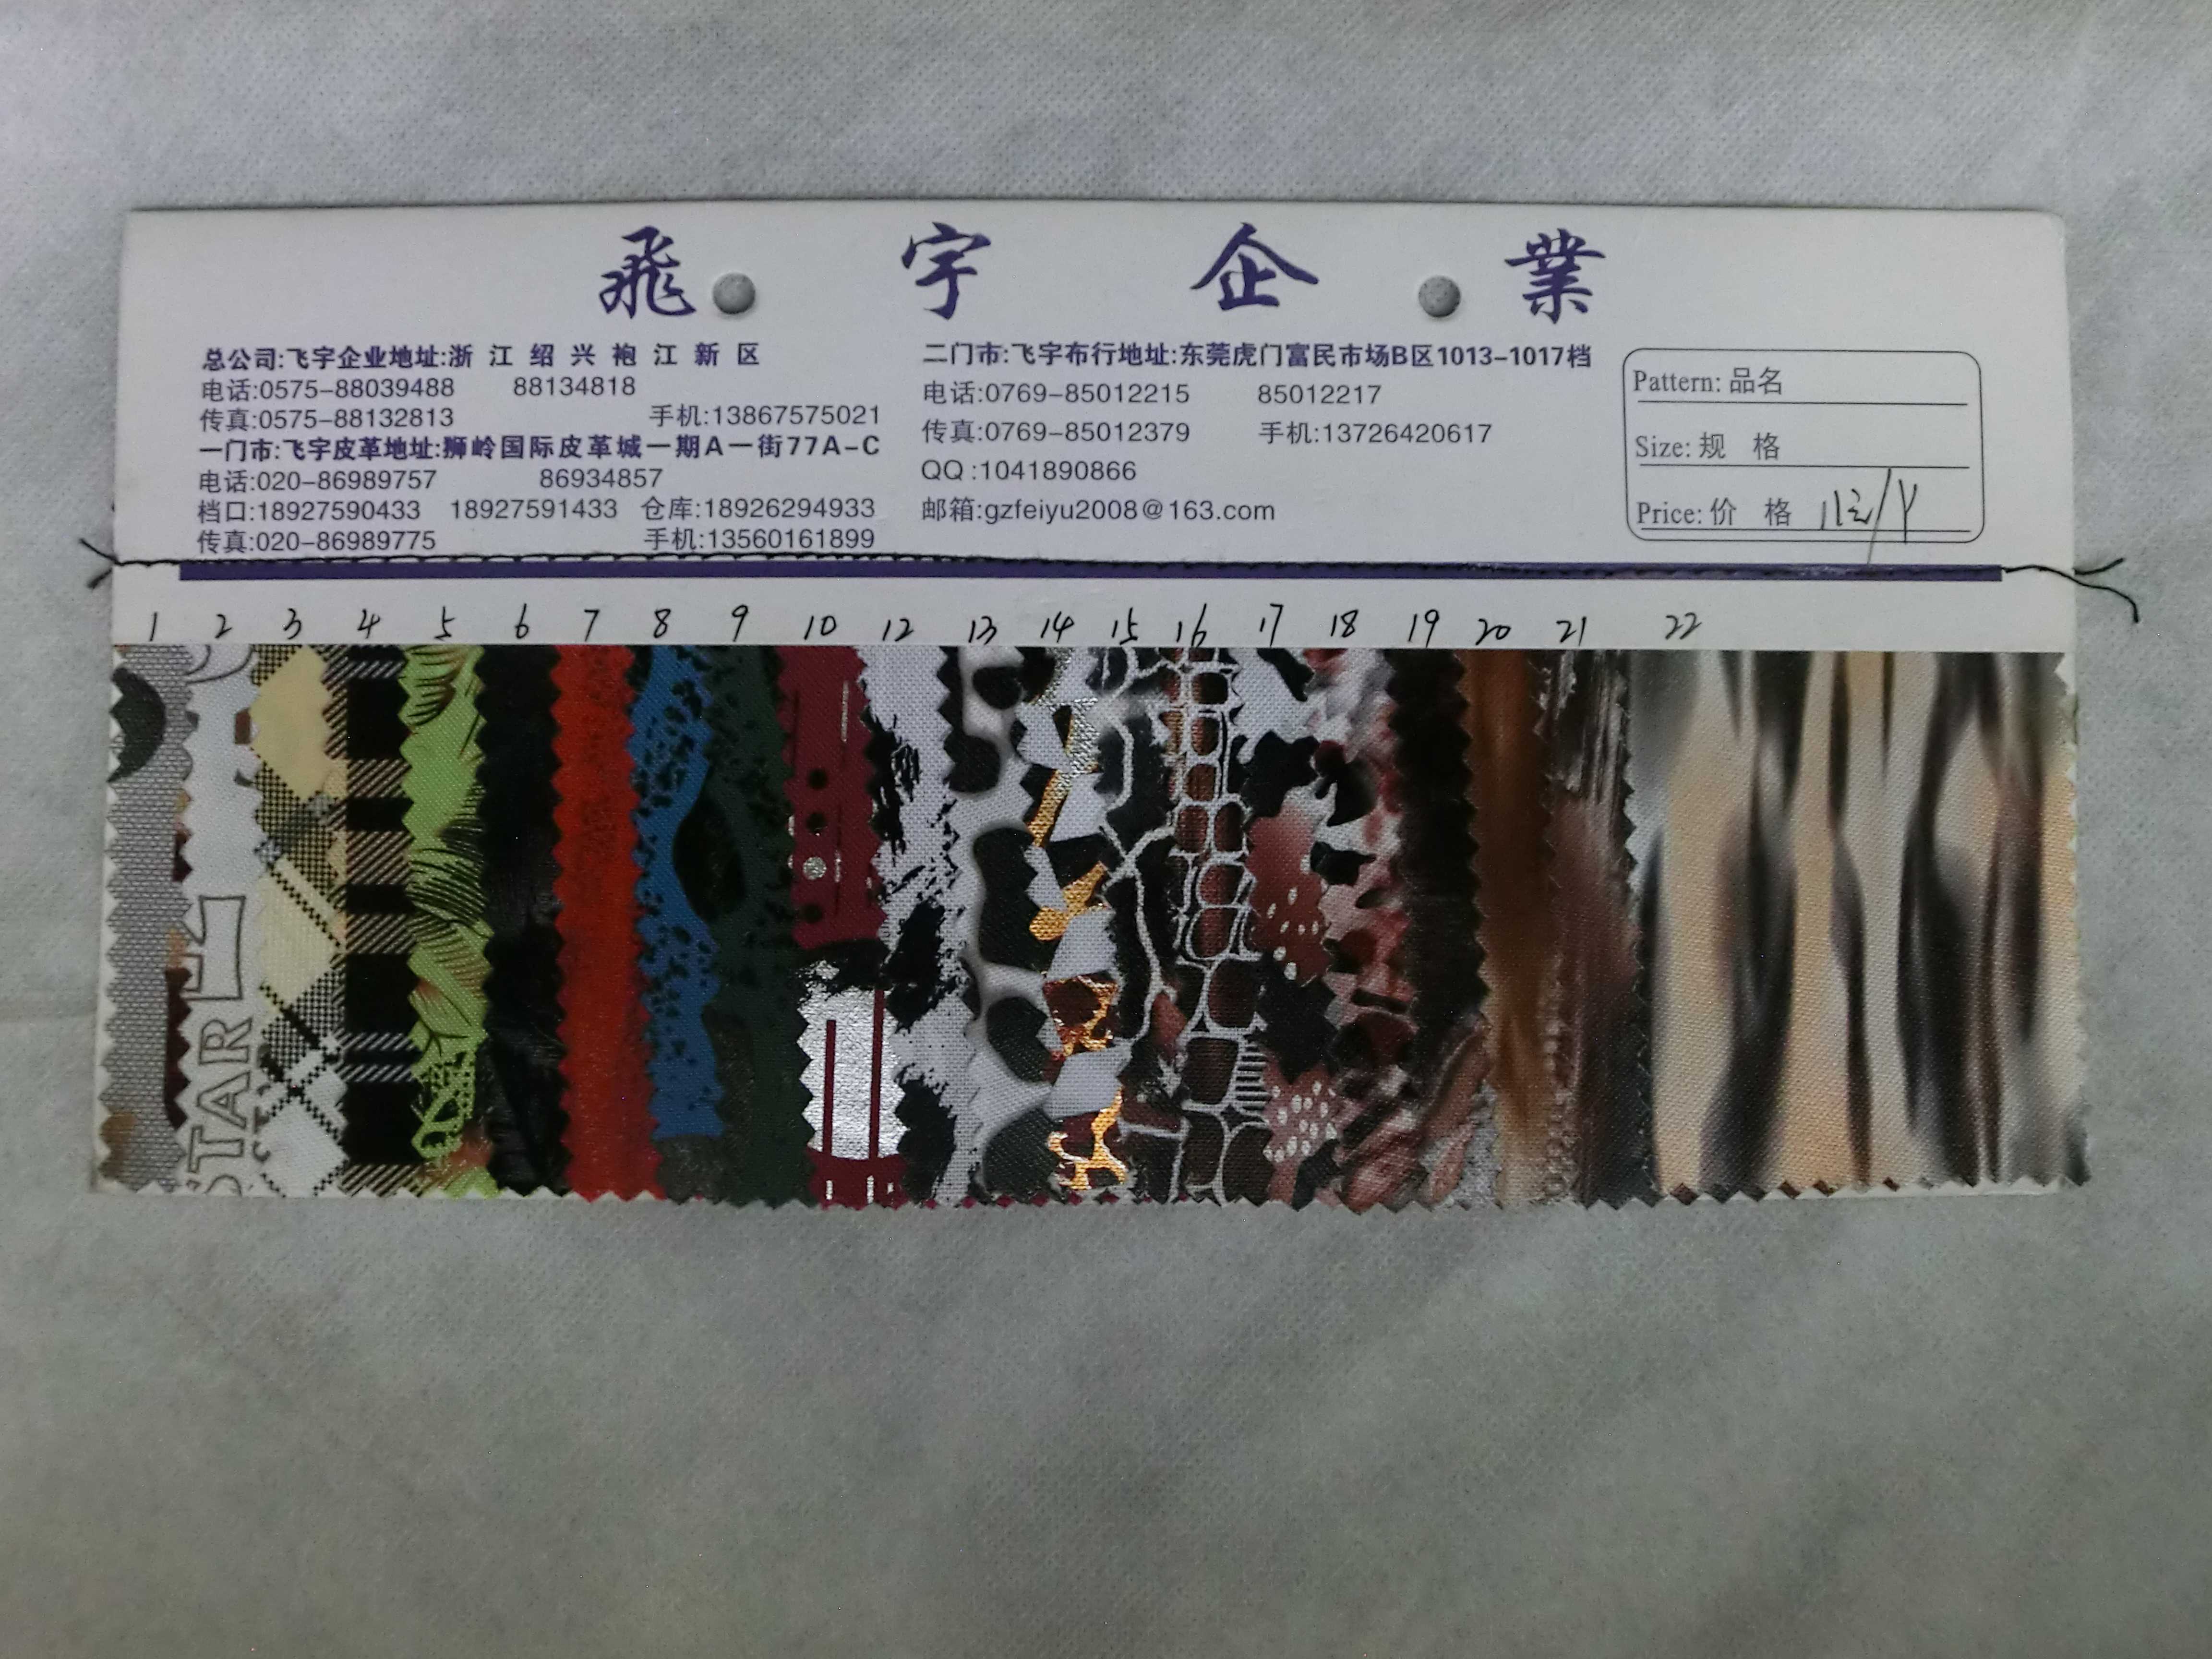 飛宇企業
总公司:飞宇企业地址:浙江绍兴袍江新区
电话:0575-88039488 88134818
传真:0575-88132813 手机:13867575021
一门市:飞宇皮革地址:狮岭国际皮革城一期A一街77A-C
电话:020-86989757 86934857
档口:18927590433 18927591433 仓库:18926294933
传真:020-86989775 手机:13560161899
二门市:飞宇布行地址:东莞虎门富民市场B区1013-1017档
电话:0769-85012215 85012217
传真:0769-85012379 手机:13726420617
QQ:1041890866
邮箱:gzfeiyu2008@163.com
Pattern:品名
Size:规格
Price:价格 11元/Y
1 2 3 4 5 6 7 8 9 10 12 13 14 15 16 17 18 19 20 21 22
STAR